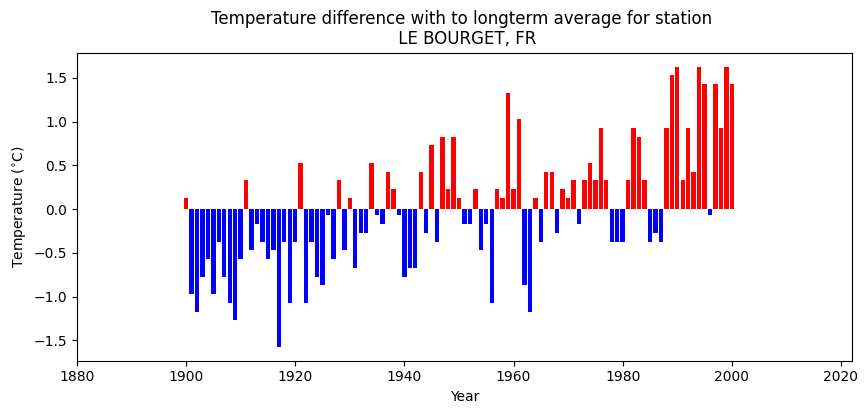 Temperature difference with to longterm average for station
LE BOURGET, FR
Temperature (°C)
1.5
1.0
0.5
0.0
−0.5
−1.0
−1.5
1880 1900 1920 1940 1960 1980 2000 2020
Year